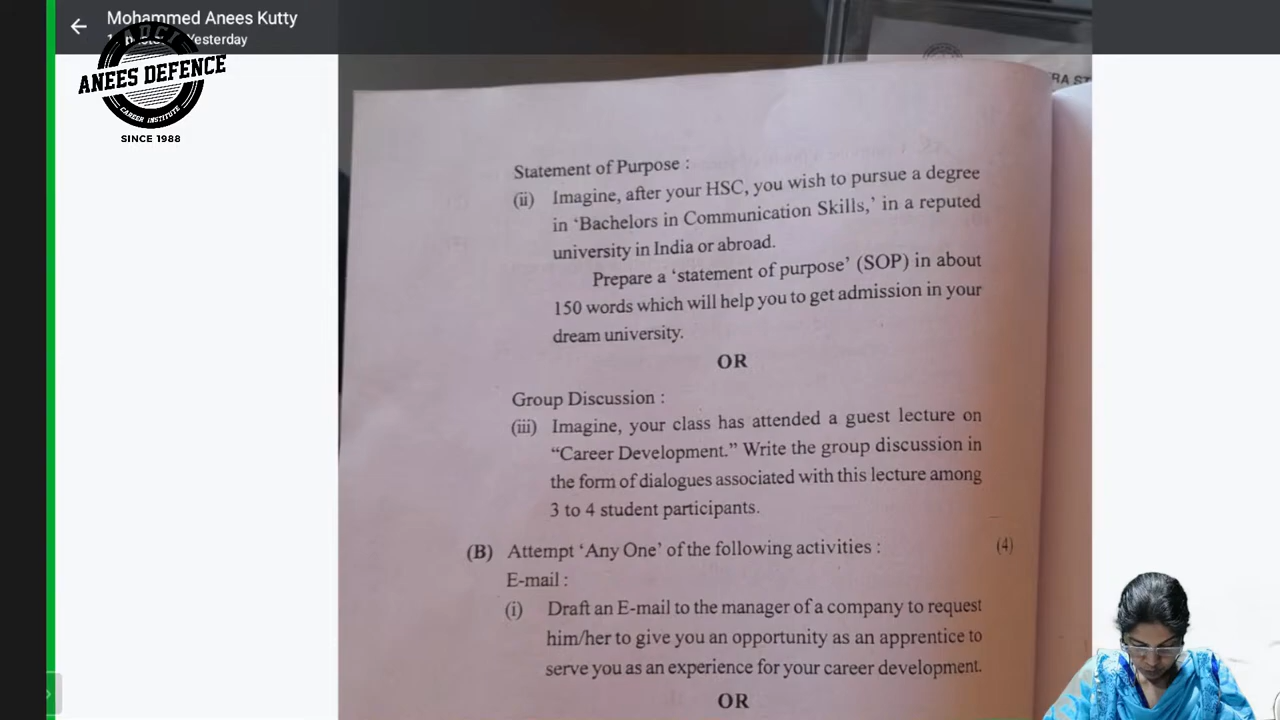 Mohammed Anees Kutty
Yesterday
ADCI
ANEES DEFENCE
CAREER INSTITUTE
SINCE 1988
RA ST
Statement of Purpose :
(ii) Imagine, after your HSC, you wish to pursue a degree
in ‘Bachelors in Communication Skills,’ in a reputed
university in India or abroad.
Prepare a ‘statement of purpose’ (SOP) in about
150 words which will help you to get admission in your
dream university.
OR
Group Discussion :
(iii) Imagine, your class has attended a guest lecture on
“Career Development.” Write the group discussion in
the form of dialogues associated with this lecture among
3 to 4 student participants.
(B) Attempt ‘Any One’ of the following activities : (4)
E-mail :
(i) Draft an E-mail to the manager of a company to request
him/her to give you an opportunity as an apprentice to
serve you as an experience for your career development.
OR